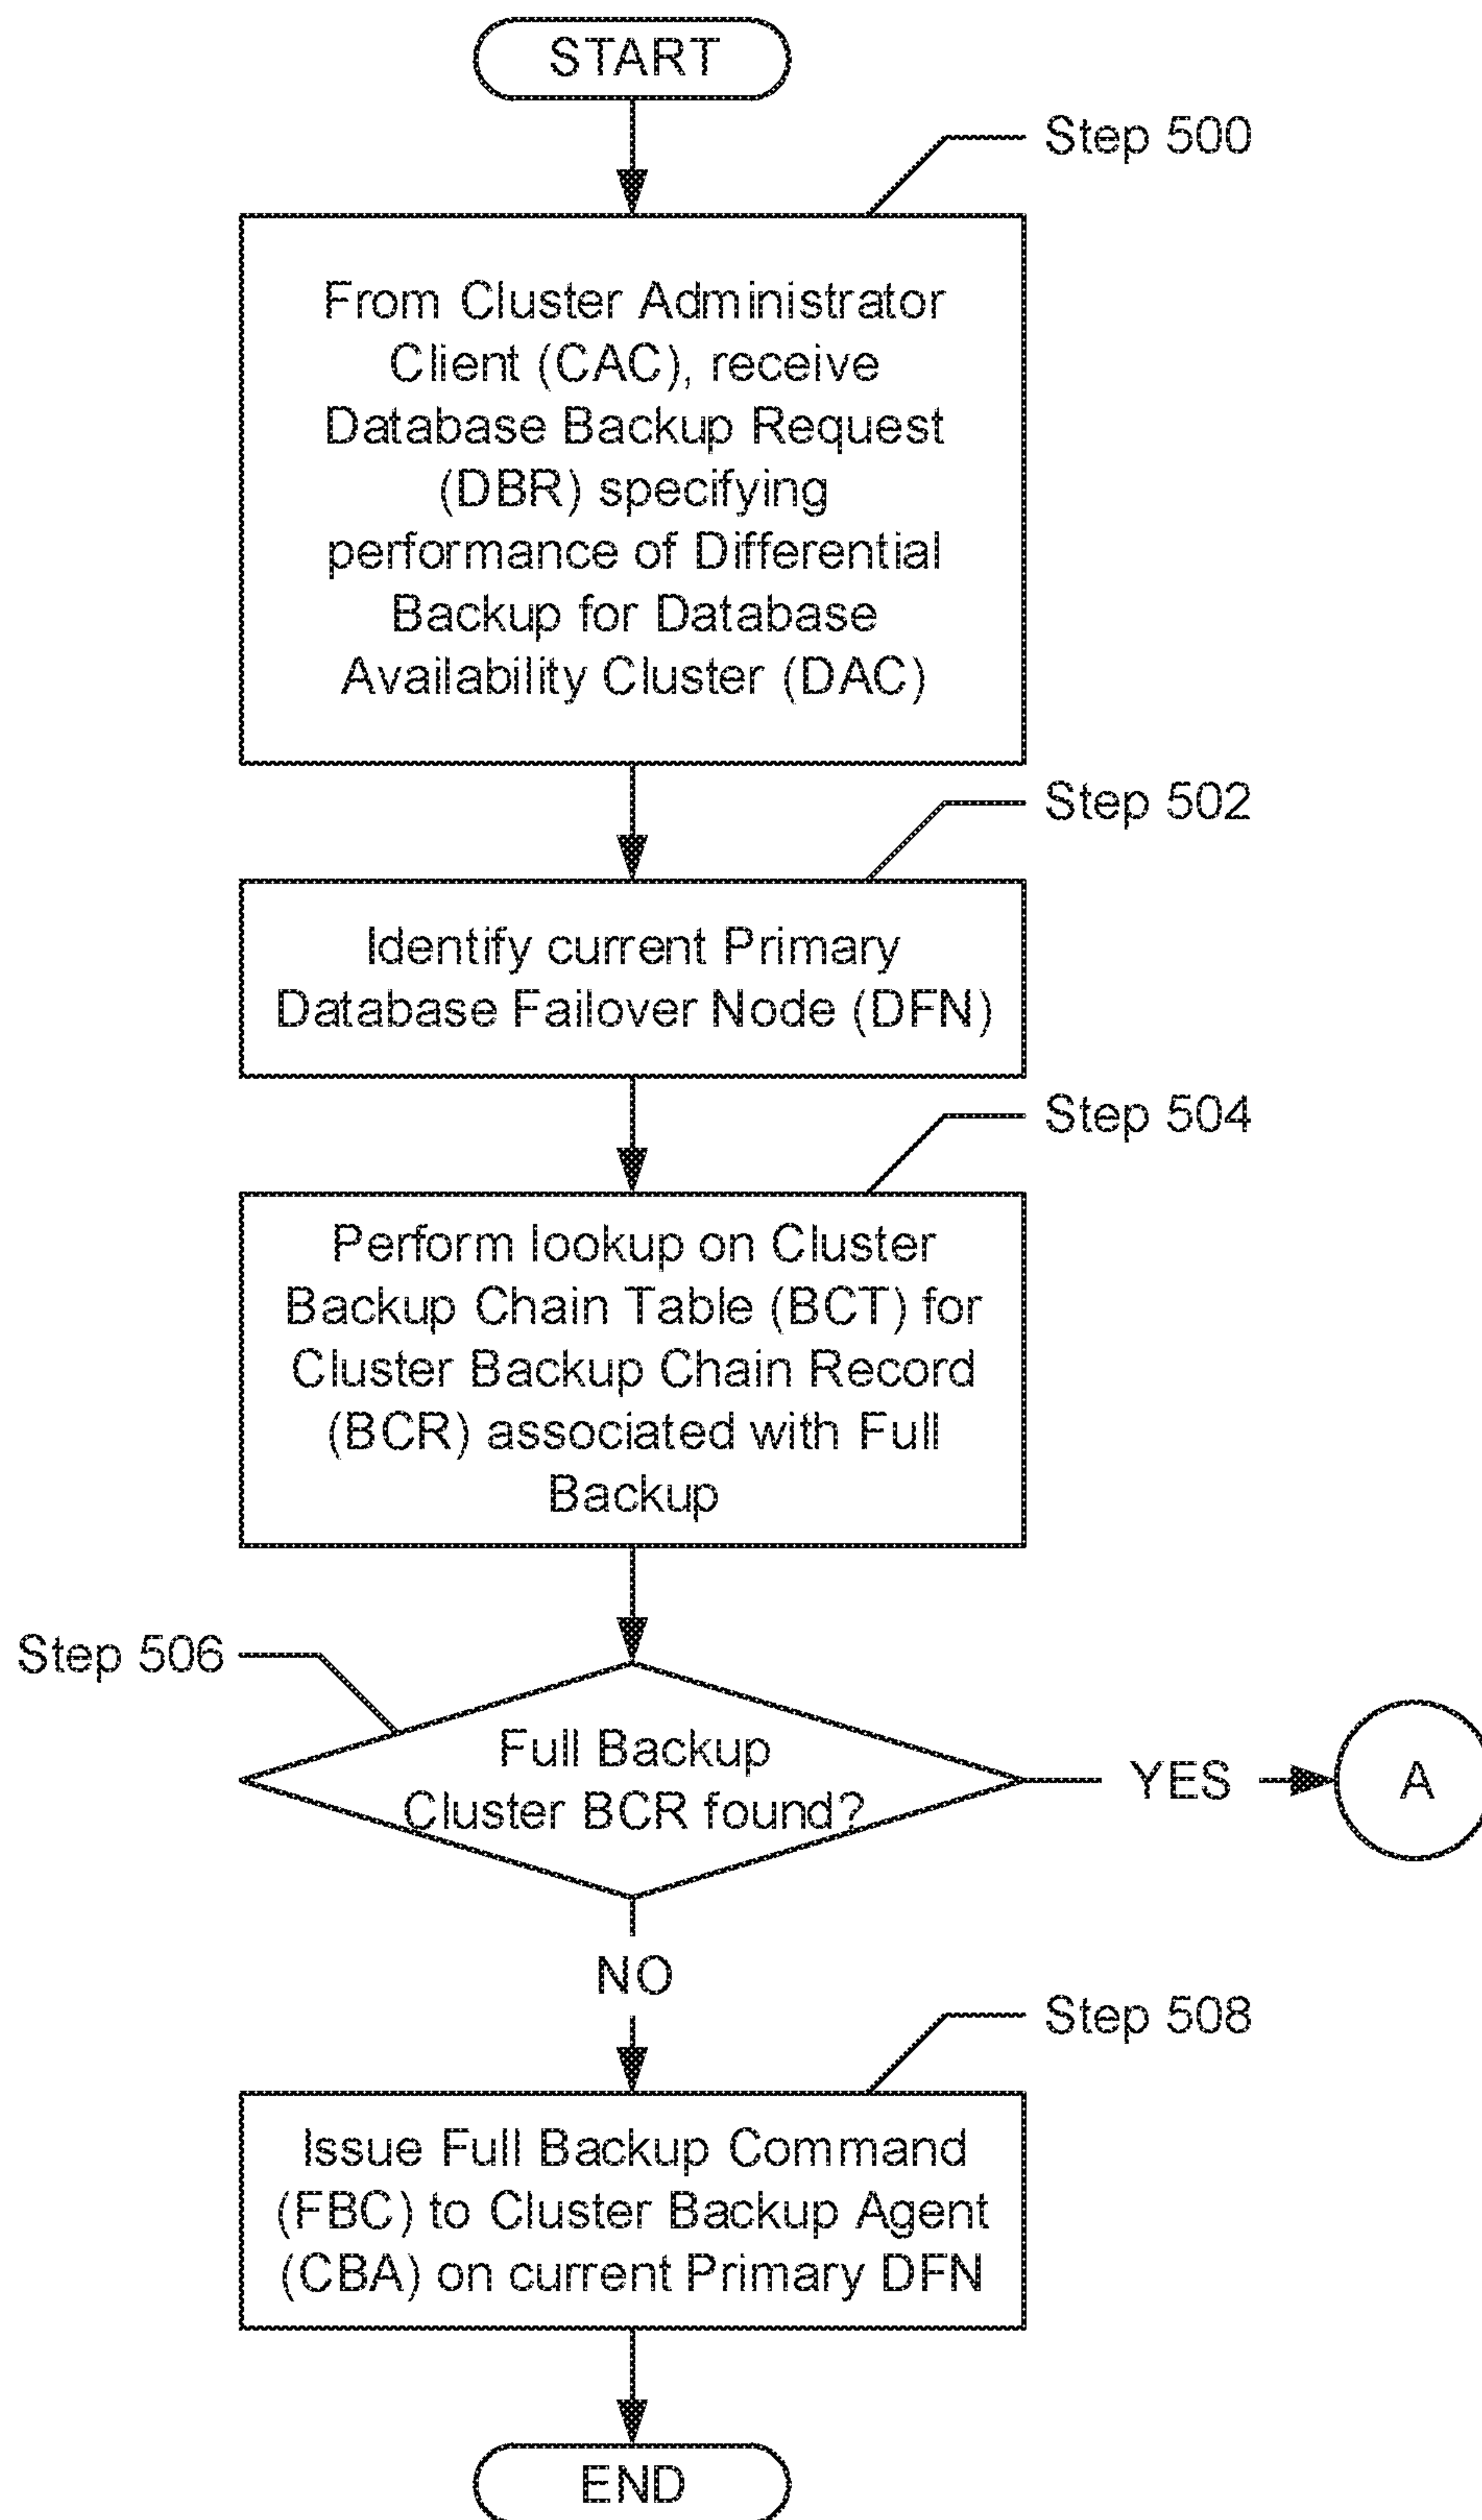 START
Step 500
From Cluster Administrator
Client (CAC), receive
Database Backup Request
(DBR) specifying
performance of Differential
Backup for Database
Availability Cluster (DAC)
Step 502
Identify current Primary
Database Failover Node (DFN)
Step 504
Perform lookup on Cluster
Backup Chain Table (BCT) for
Cluster Backup Chain Record
(BCR) associated with Full
Backup
Step 506
Full Backup
Cluster BCR found?
YES
A
NO
Step 508
Issue Full Backup Command
(FBC) to Cluster Backup Agent
(CBA) on current Primary DFN
END